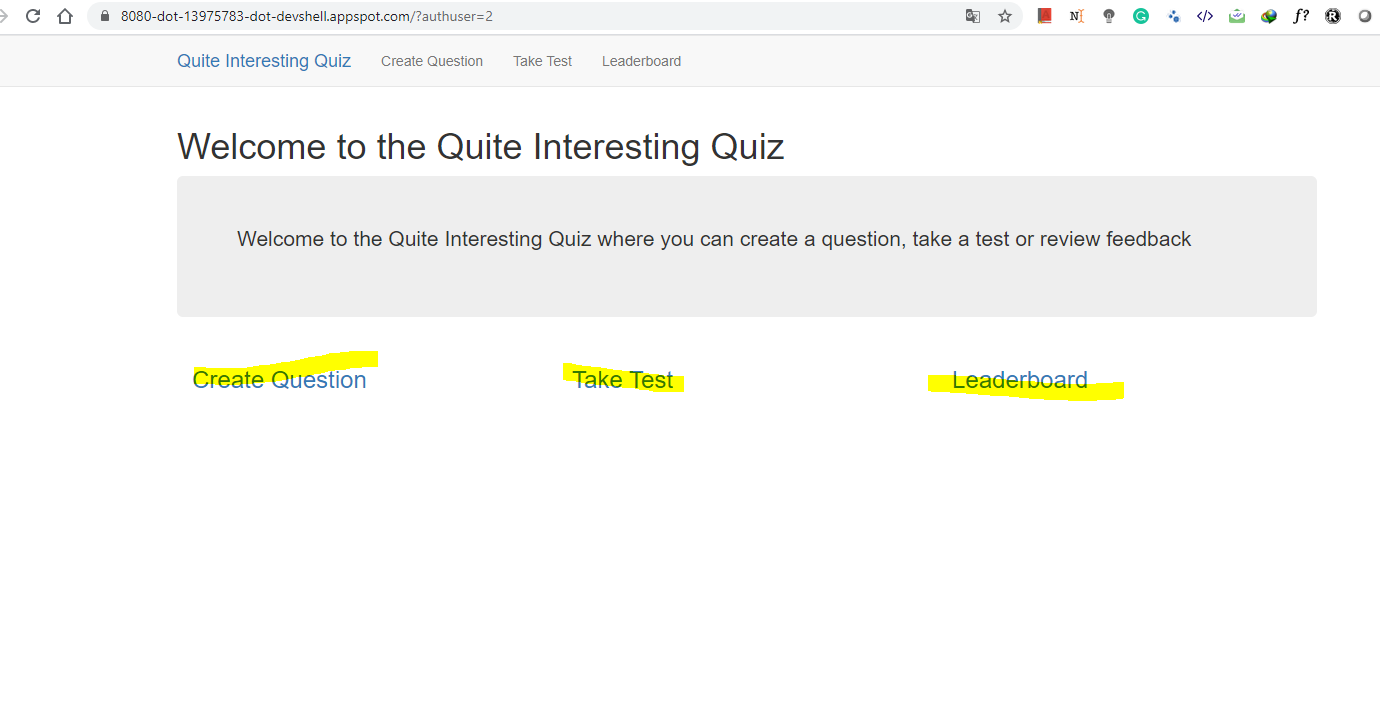 8080-dot-13975783-dot-devshell.appspot.com/?authuser=2
Quite Interesting Quiz Create Question Take Test Leaderboard
Welcome to the Quite Interesting Quiz
Welcome to the Quite Interesting Quiz where you can create a question, take a test or review feedback
Create Question Take Test Leaderboard